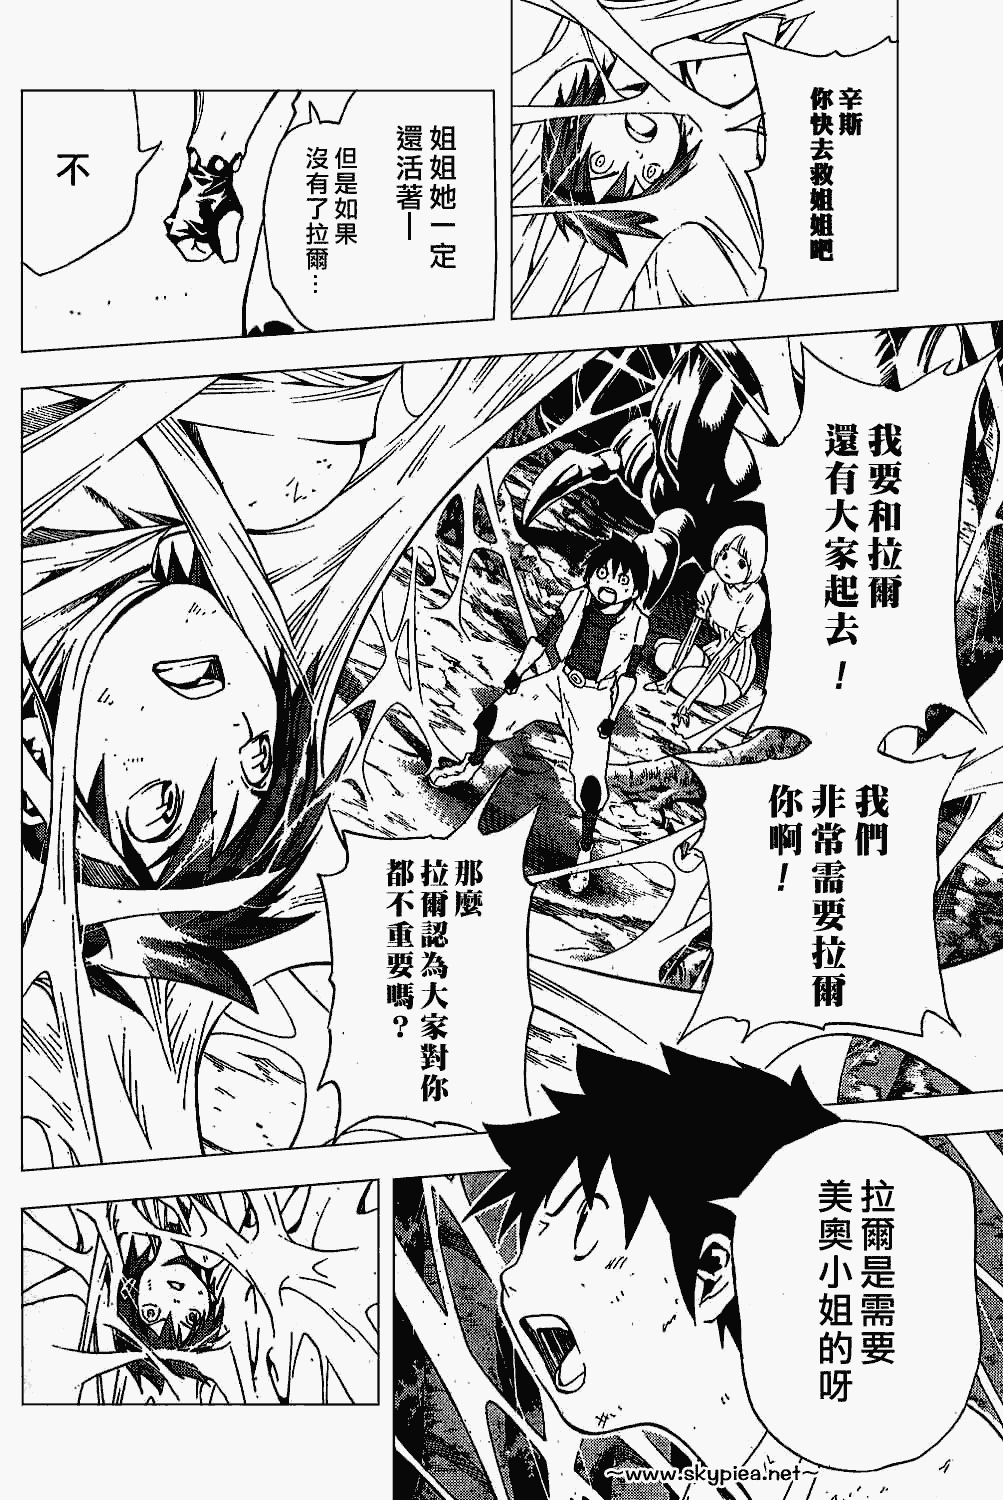 辛斯
你快去救姐姐吧
姐姐她一定
還活著—
但是如果
沒有了拉爾…
不
我要和拉爾
還有大家起去！
我們
非常需要拉爾
你啊！
那麼
拉爾認為大家對你
都不重要嗎？
拉爾是需要
美奧小姐的呀
~www.skypiea.net~